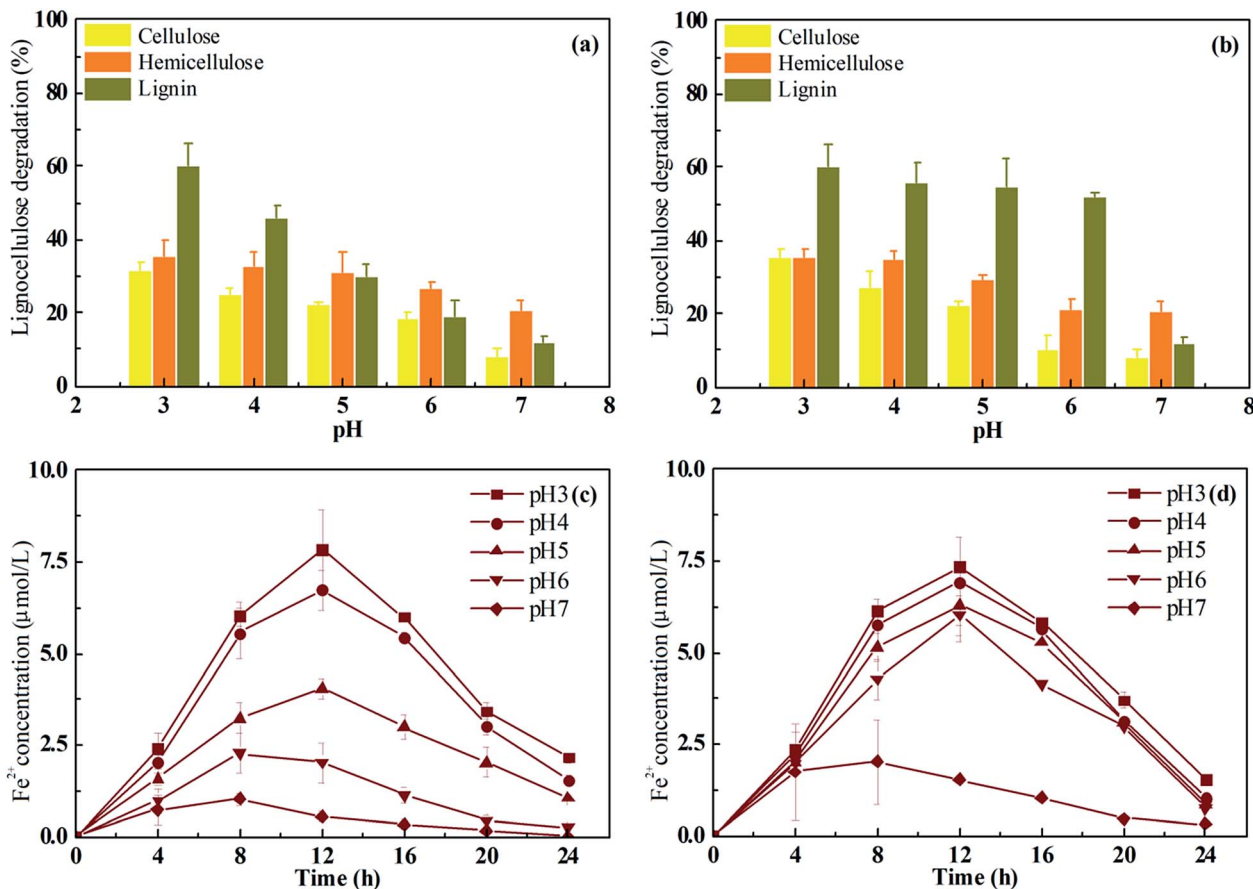 100
80
60
40
20
0
Lignocellulose degradation (%)
Cellulose
Hemicellulose
Lignin
(a)
2 3 4 5 6 7 8
pH
100
80
60
40
20
0
Lignocellulose degradation (%)
Cellulose
Hemicellulose
Lignin
(b)
2 3 4 5 6 7 8
pH
10.0
7.5
5.0
2.5
0.0
Fe²⁺ concentration (μmol/L)
pH3 (c)
pH4
pH5
pH6
pH7
0 4 8 12 16 20 24
Time (h)
10.0
7.5
5.0
2.5
0.0
Fe²⁺ concentration (μmol/L)
pH3 (d)
pH4
pH5
pH6
pH7
0 4 8 12 16 20 24
Time (h)